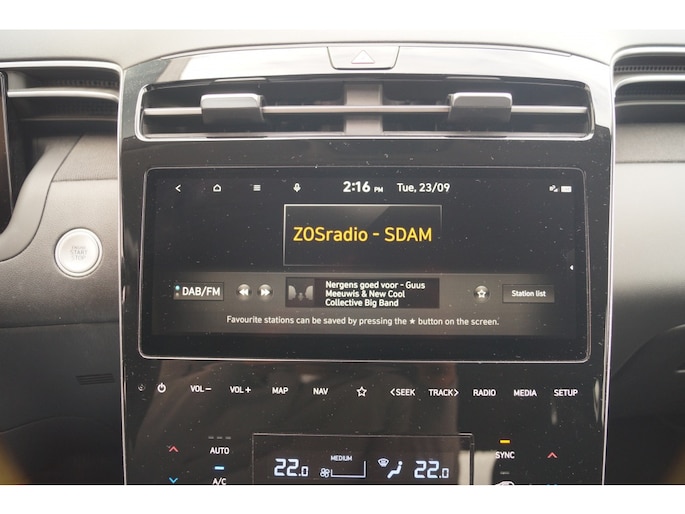 2:16 PM Tue, 23/09
ZOSradio - SDAM
ENGINE
START
STOP
DAB/FM
Nergens goed voor - Guus
Meeuwis & New Cool
Collective Big Band
Station list
Favourite stations can be saved by pressing the ★ button on the screen.
VOL− VOL+ MAP NAV ☆ <SEEK TRACK> RADIO MEDIA SETUP
AUTO
MEDIUM
SYNC
22.0 22.0
A/C